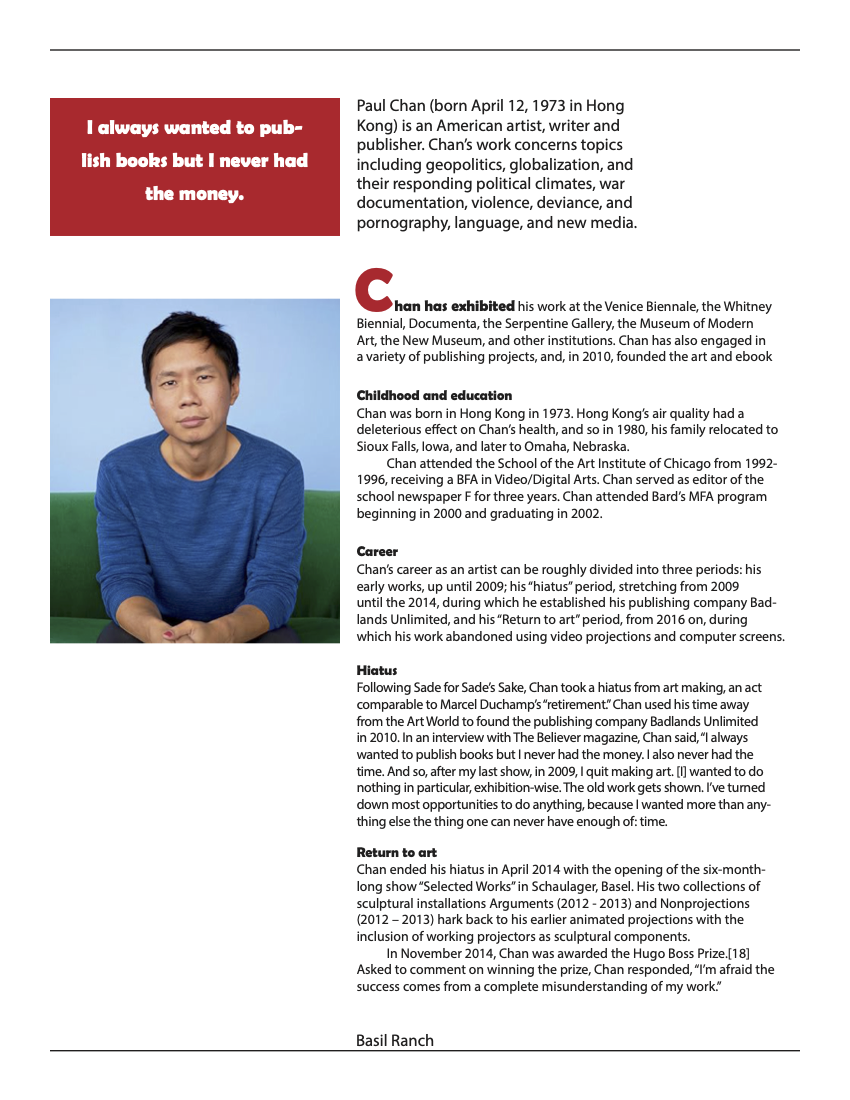 I always wanted to pub-
lish books but I never had
the money.
Paul Chan (born April 12, 1973 in Hong
Kong) is an American artist, writer and
publisher. Chan’s work concerns topics
including geopolitics, globalization, and
their responding political climates, war
documentation, violence, deviance, and
pornography, language, and new media.
Chan has exhibited his work at the Venice Biennale, the Whitney
Biennial, Documenta, the Serpentine Gallery, the Museum of Modern
Art, the New Museum, and other institutions. Chan has also engaged in
a variety of publishing projects, and, in 2010, founded the art and ebook
Childhood and education
Chan was born in Hong Kong in 1973. Hong Kong’s air quality had a
deleterious effect on Chan’s health, and so in 1980, his family relocated to
Sioux Falls, Iowa, and later to Omaha, Nebraska.
Chan attended the School of the Art Institute of Chicago from 1992-
1996, receiving a BFA in Video/Digital Arts. Chan served as editor of the
school newspaper F for three years. Chan attended Bard’s MFA program
beginning in 2000 and graduating in 2002.
Career
Chan’s career as an artist can be roughly divided into three periods: his
early works, up until 2009; his “hiatus” period, stretching from 2009
until the 2014, during which he established his publishing company Bad-
lands Unlimited, and his “Return to art” period, from 2016 on, during
which his work abandoned using video projections and computer screens.
Hiatus
Following Sade for Sade’s Sake, Chan took a hiatus from art making, an act
comparable to Marcel Duchamp’s “retirement.” Chan used his time away
from the Art World to found the publishing company Badlands Unlimited
in 2010. In an interview with The Believer magazine, Chan said, “I always
wanted to publish books but I never had the money. I also never had the
time. And so, after my last show, in 2009, I quit making art. [I] wanted to do
nothing in particular, exhibition-wise. The old work gets shown. I’ve turned
down most opportunities to do anything, because I wanted more than any-
thing else the thing one can never have enough of: time.
Return to art
Chan ended his hiatus in April 2014 with the opening of the six-month-
long show “Selected Works” in Schaulager, Basel. His two collections of
sculptural installations Arguments (2012 - 2013) and Nonprojections
(2012 – 2013) hark back to his earlier animated projections with the
inclusion of working projectors as sculptural components.
In November 2014, Chan was awarded the Hugo Boss Prize.[18]
Asked to comment on winning the prize, Chan responded, “I’m afraid the
success comes from a complete misunderstanding of my work.”
Basil Ranch